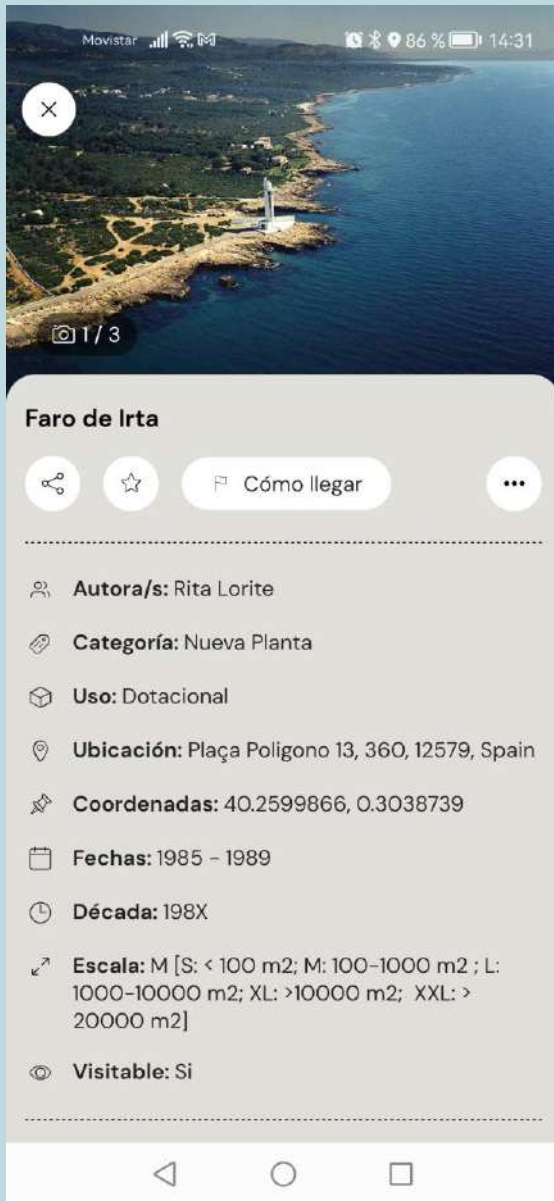 Movistar 86 % 14:31
1 / 3
Faro de Irta
Cómo llegar
Autora/s: Rita Lorite
Categoría: Nueva Planta
Uso: Dotacional
Ubicación: Plaça Poligono 13, 360, 12579, Spain
Coordenadas: 40.2599866, 0.3038739
Fechas: 1985 - 1989
Década: 198X
Escala: M [S: < 100 m2; M: 100-1000 m2 ; L:
1000-10000 m2; XL: >10000 m2; XXL: >
20000 m2]
Visitable: Si